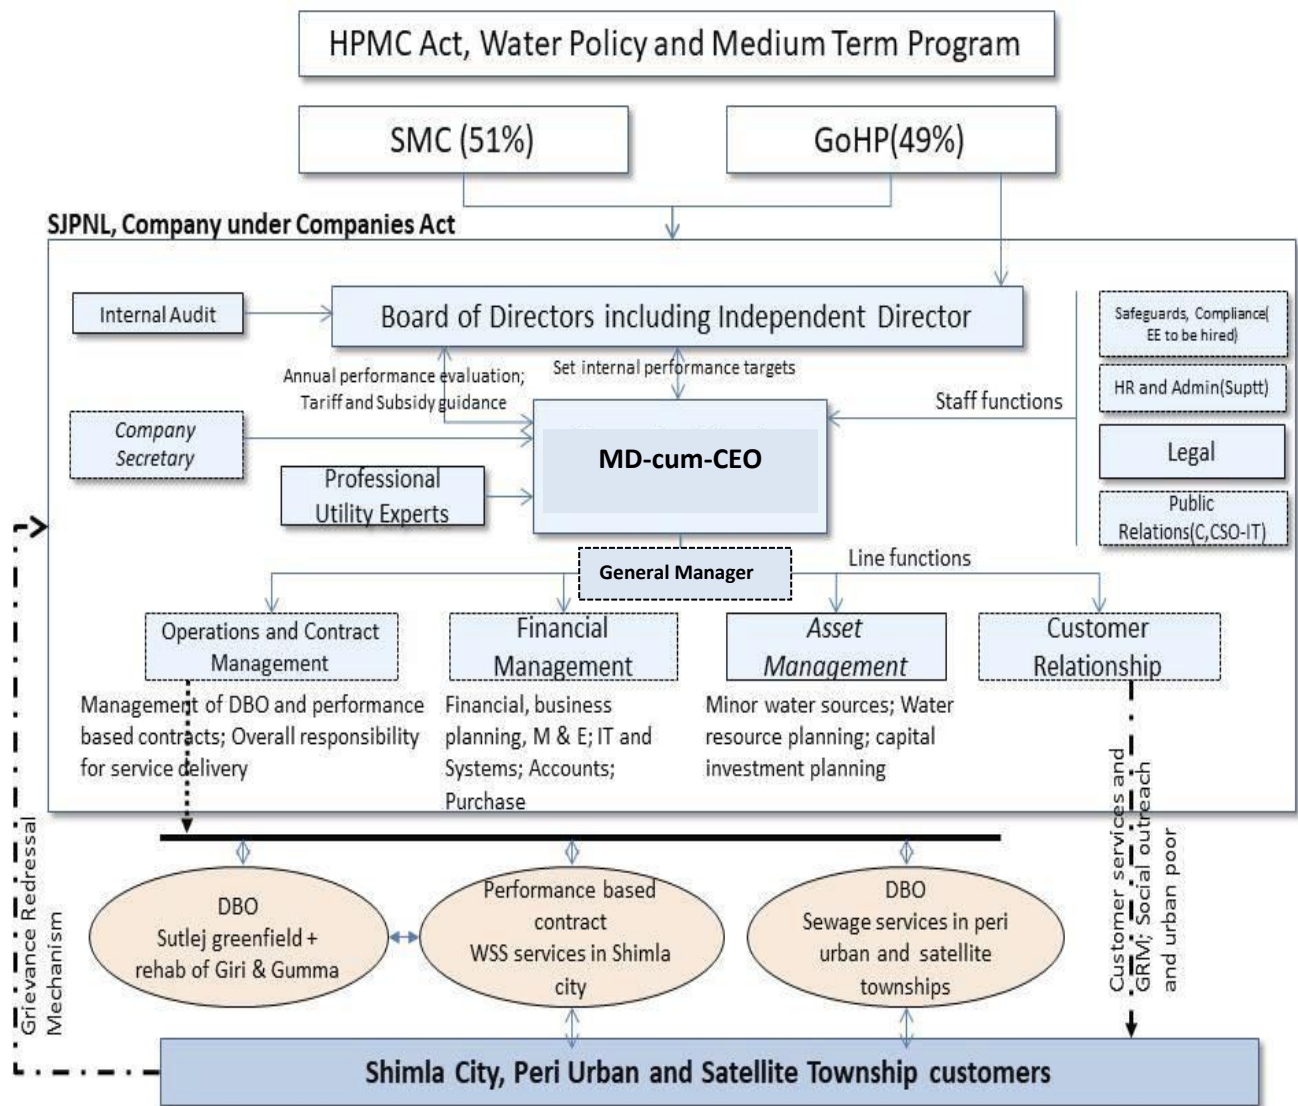 HPMC Act, Water Policy and Medium Term Program
SMC (51%)
GoHP(49%)
SJPNL, Company under Companies Act
Internal Audit
Board of Directors including Independent Director
Safeguards, Compliance(
EE to be hired)
Annual performance evaluation;
Tariff and Subsidy guidance
Set internal performance targets
HR and Admin(Suptt)
Staff functions
Company
Secretary
MD-cum-CEO
Legal
Professional
Utility Experts
Public
Relations(C,CSO-IT)
General Manager
Line functions
Operations and Contract
Management
Financial
Management
Asset
Management
Customer
Relationship
Management of DBO and performance
based contracts; Overall responsibility
for service delivery
Financial, business
planning, M & E; IT and
Systems; Accounts;
Purchase
Minor water sources; Water
resource planning; capital
investment planning
Customer services and
GRM; Social outreach
and urban poor
Grievance Redressal
Mechanism
DBO
Sutlej greenfield +
rehab of Giri & Gumma
Performance based
contract
WSS services in Shimla
city
DBO
Sewage services in peri
urban and satellite
townships
Shimla City, Peri Urban and Satellite Township customers